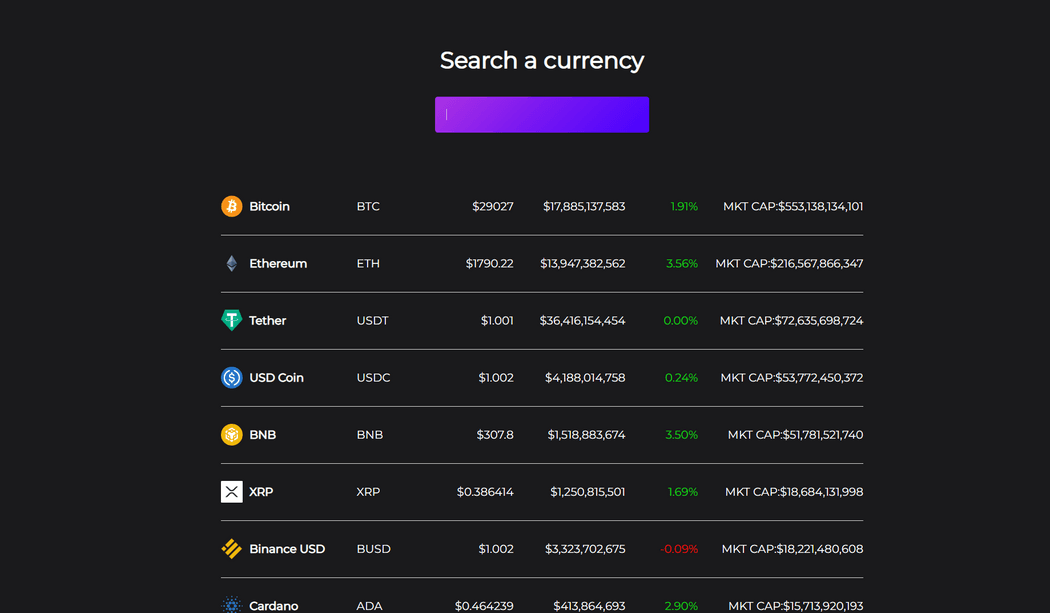 Search a currency
Bitcoin BTC $29027 $17,885,137,583 1.91% MKT CAP:$553,138,134,101
Ethereum ETH $1790.22 $13,947,382,562 3.56% MKT CAP:$216,567,866,347
Tether USDT $1.001 $36,416,154,454 0.00% MKT CAP:$72,635,698,724
USD Coin USDC $1.002 $4,188,014,758 0.24% MKT CAP:$53,772,450,372
BNB BNB $307.8 $1,518,883,674 3.50% MKT CAP:$51,781,521,740
XRP XRP $0.386414 $1,250,815,501 1.69% MKT CAP:$18,684,131,998
Binance USD BUSD $1.002 $3,323,702,675 -0.09% MKT CAP:$18,221,480,608
Cardano ADA $0.464239 $413,864,693 2.90% MKT CAP:$15,713,920,193